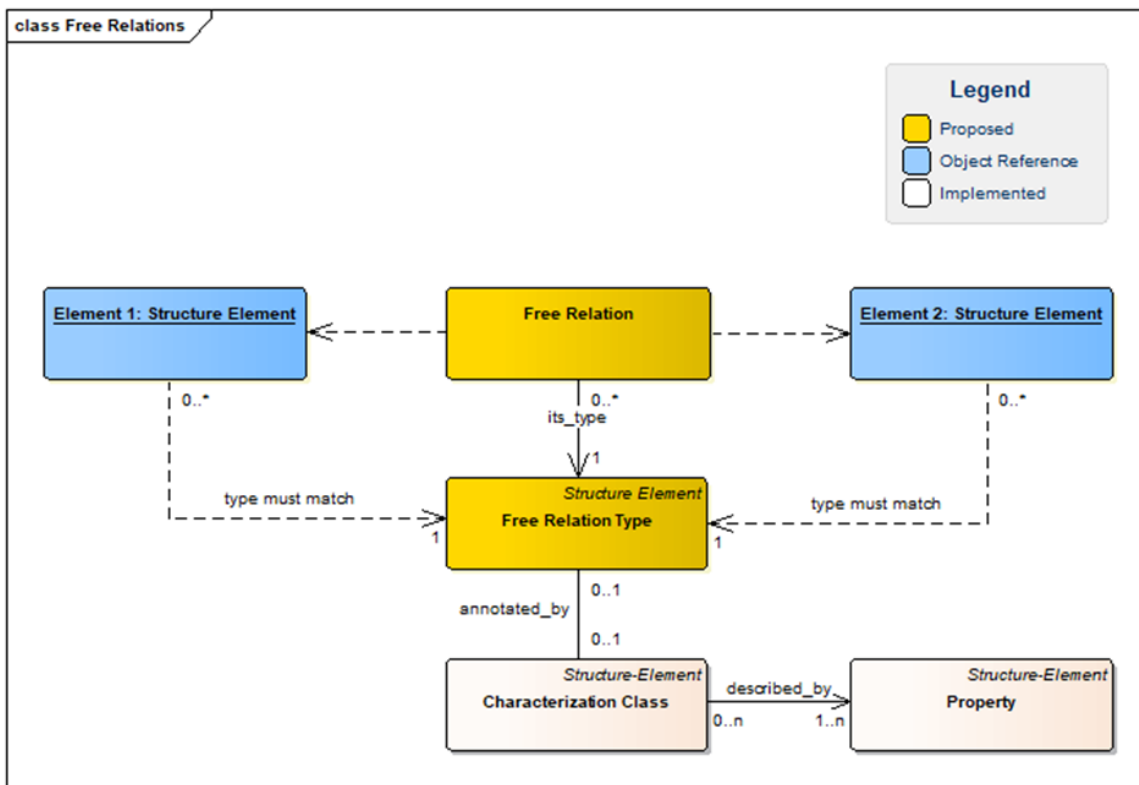 class Free Relations
Legend
Proposed
Object Reference
Implemented
Element 1: Structure Element
Free Relation
Element 2: Structure Element
0..*
0..*
0..*
its_type
1
type must match
type must match
Structure Element
Free Relation Type
1
1
0..1
annotated_by
0..1
Structure-Element
Characterization Class
described_by
0..n
1..n
Structure-Element
Property